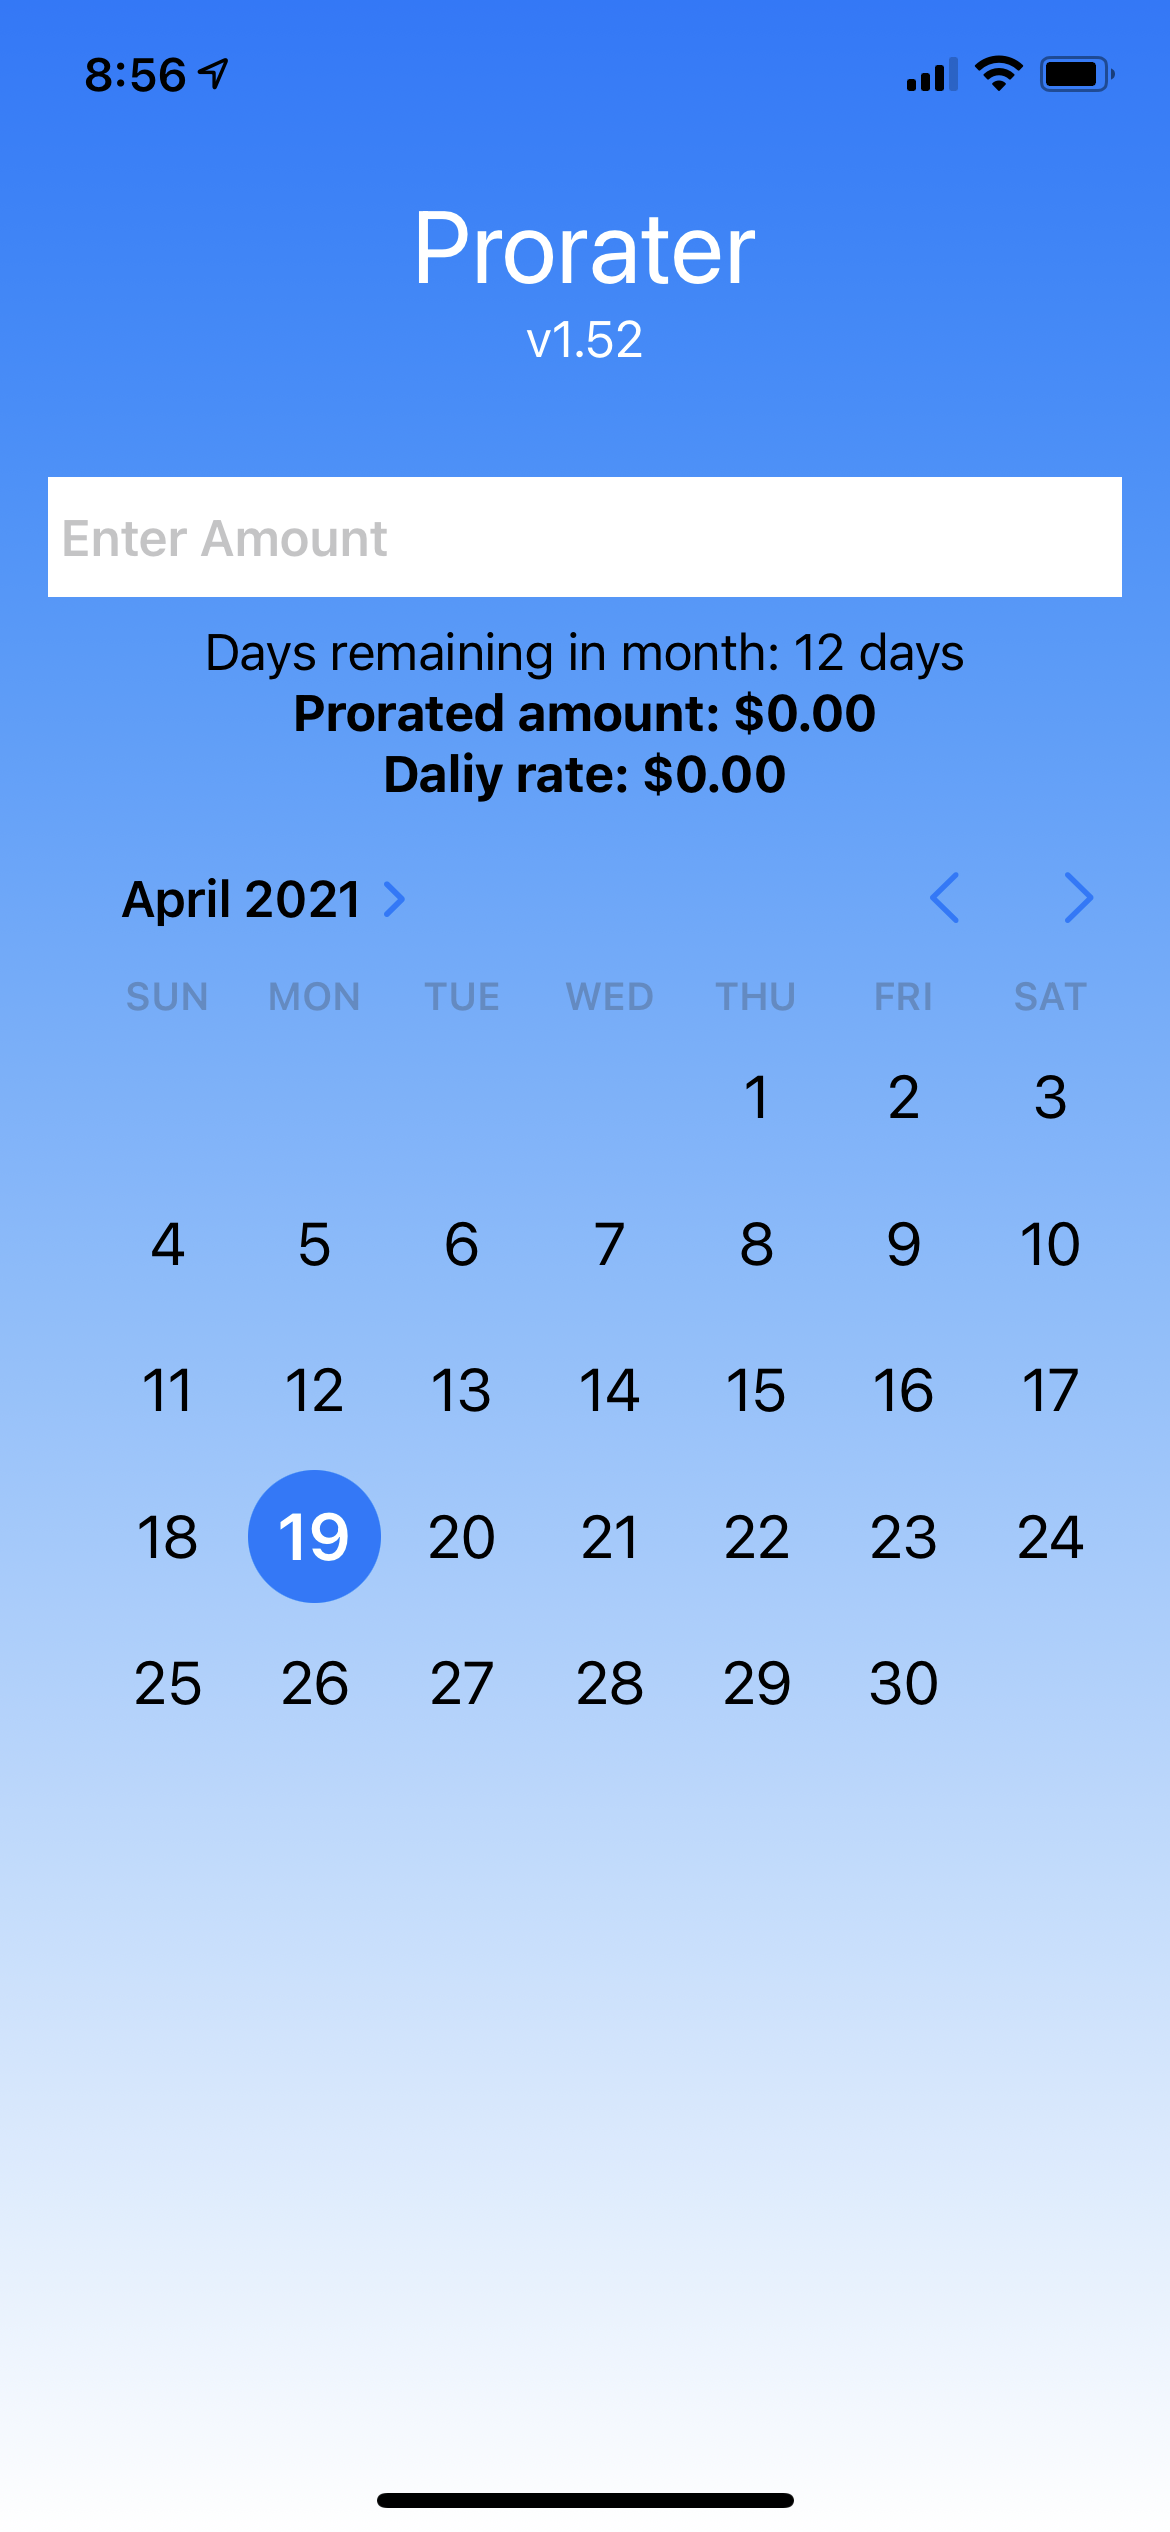 8:56
Prorater
v1.52
Enter Amount
Days remaining in month: 12 days
Prorated amount: $0.00
Daliy rate: $0.00
April 2021
SUN MON TUE WED THU FRI SAT
1 2 3
4 5 6 7 8 9 10
11 12 13 14 15 16 17
18 19 20 21 22 23 24
25 26 27 28 29 30